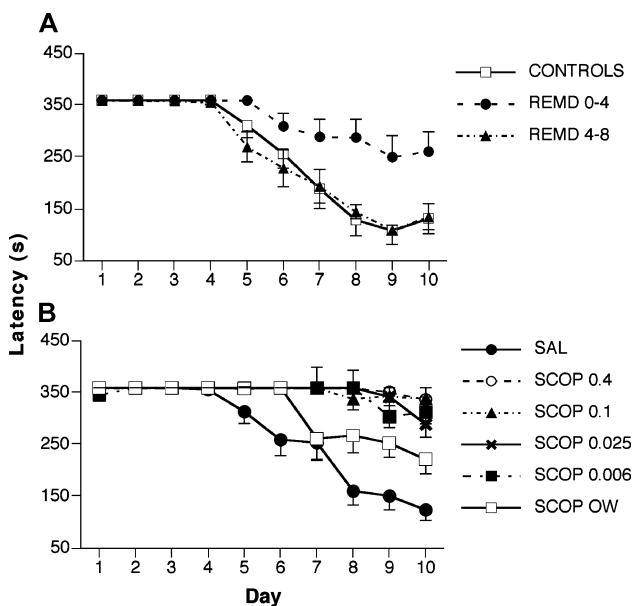 A
450
350
250
150
50
1 2 3 4 5 6 7 8 9 10
CONTROLS
REMD 0-4
REMD 4-8
Latency (s)
B
450
350
250
150
50
1 2 3 4 5 6 7 8 9 10
Day
SAL
SCOP 0.4
SCOP 0.1
SCOP 0.025
SCOP 0.006
SCOP OW